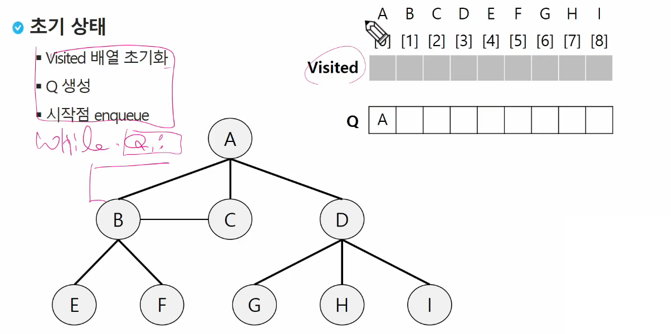 초기 상태
▪ Visited 배열 초기화
▪ Q 생성
▪ 시작점 enqueue
while Q:
A B C D E F G H I
[0] [1] [2] [3] [4] [5] [6] [7] [8]
Visited
Q A
A
B C D
E F G H I